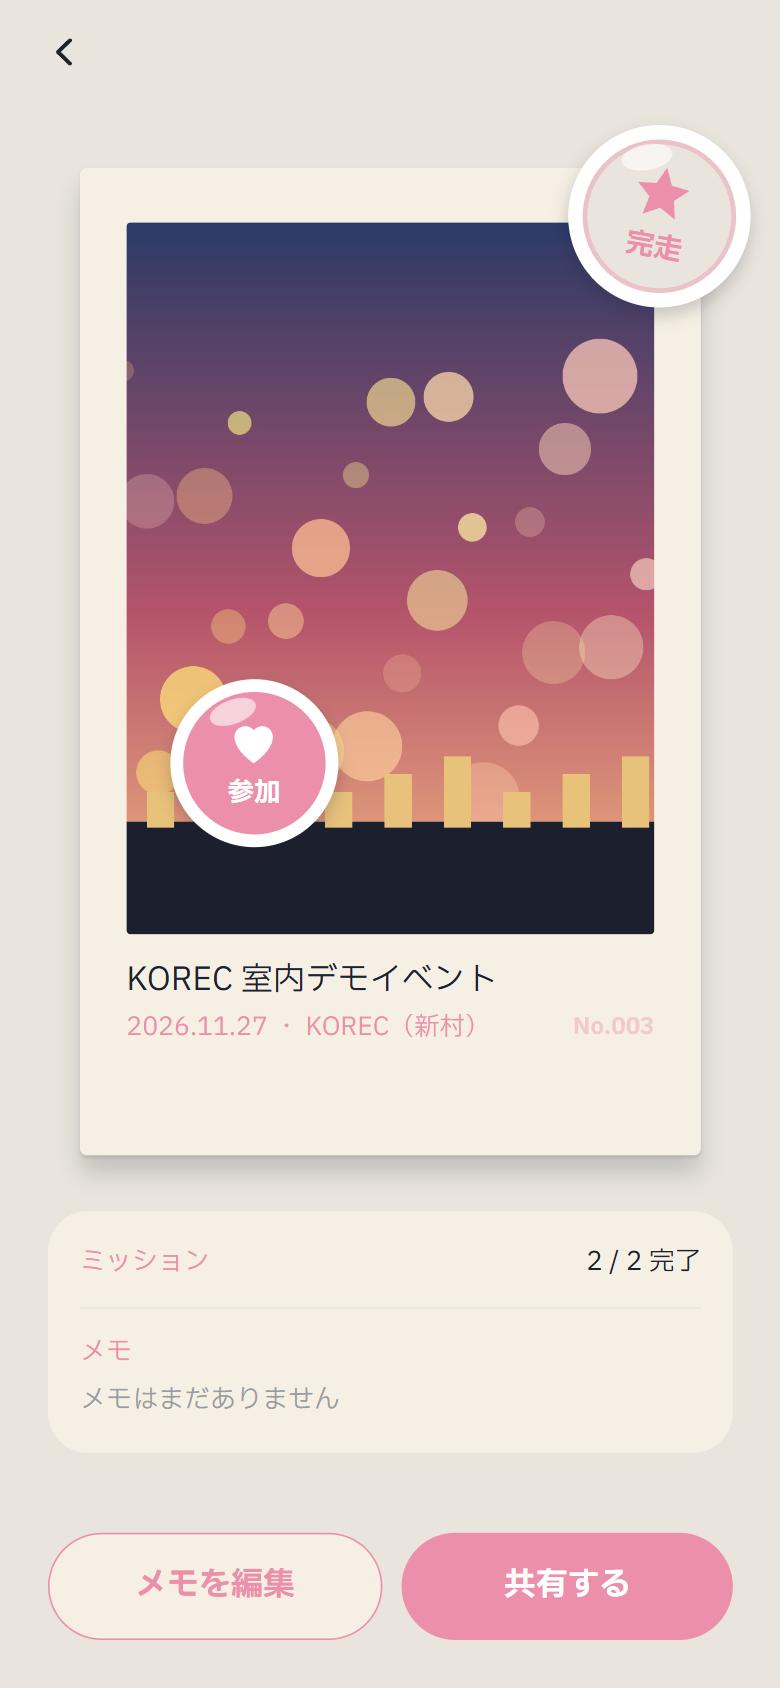 完走
参加
KOREC 室内デモイベント
2026.11.27 · KOREC（新村）
No.003
ミッション
2 / 2 完了
メモ
メモはまだありません
メモを編集
共有する